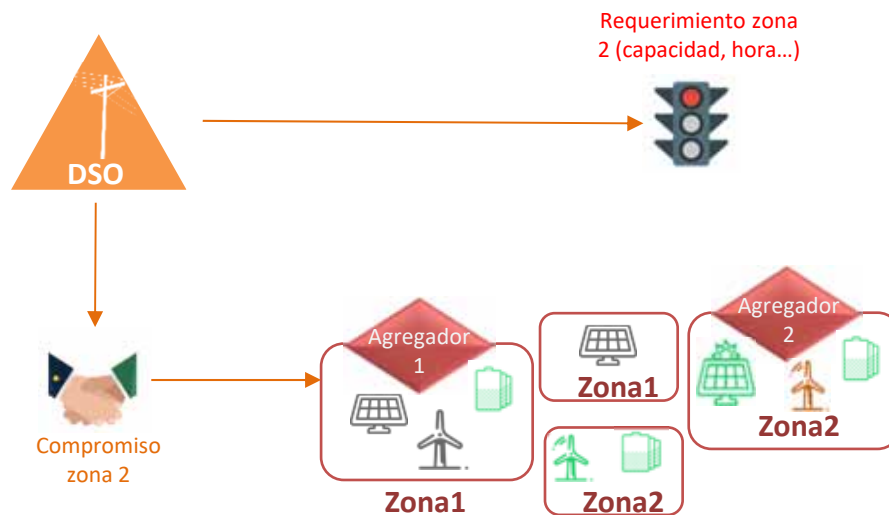 Requerimiento zona
2 (capacidad, hora...)
DSO
Agregador
1
Agregador
2
Zona1
Zona2
Compromiso
zona 2
Zona1
Zona2